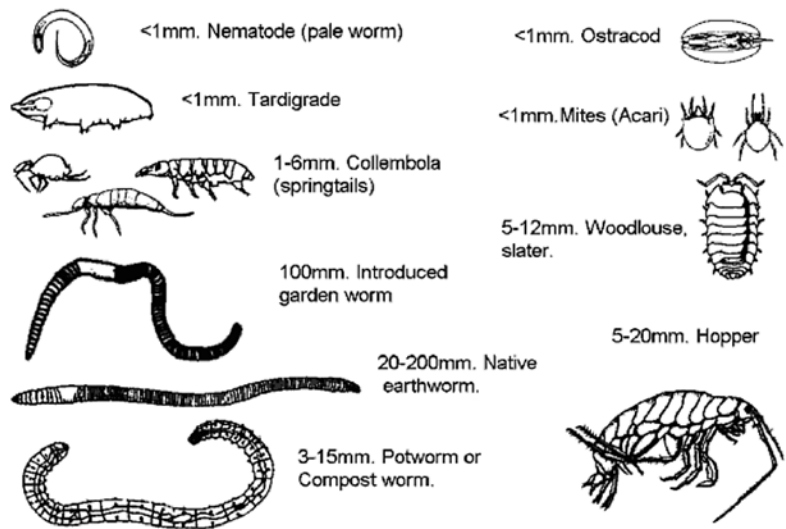 <1mm. Nematode (pale worm)
<1mm. Tardigrade
1-6mm. Collembola
(springtails)
100mm. Introduced
garden worm
20-200mm. Native
earthworm.
3-15mm. Potworm or
Compost worm.
<1mm. Ostracod
<1mm.Mites (Acari)
5-12mm. Woodlouse,
slater.
5-20mm. Hopper